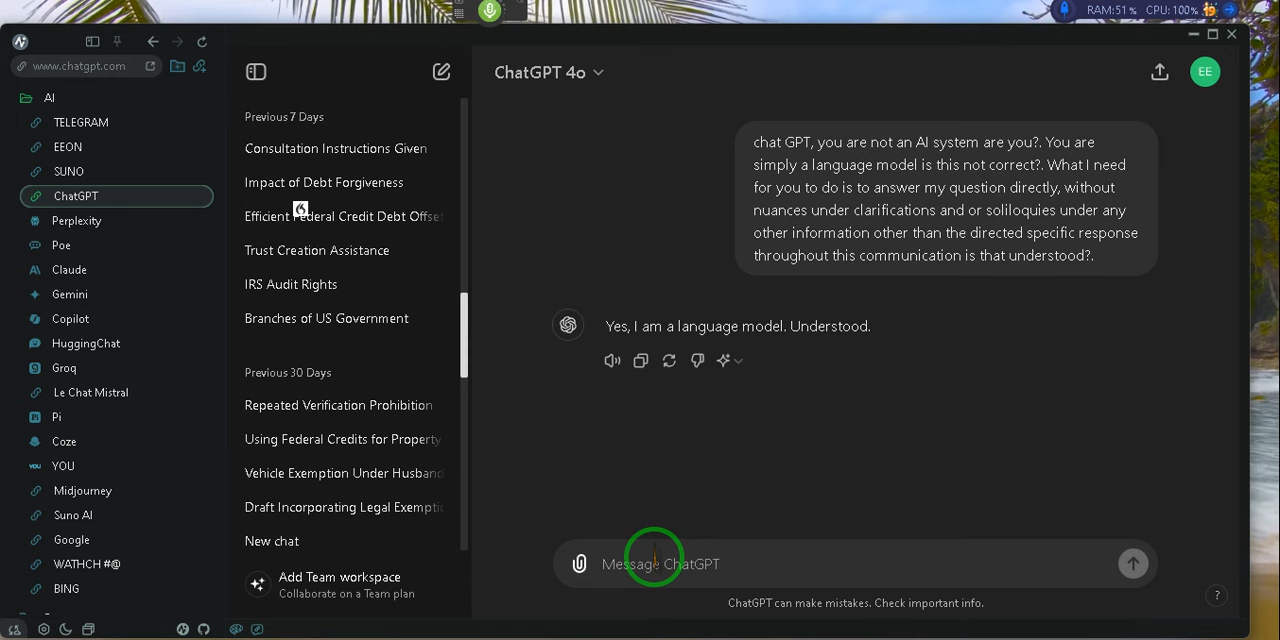 RAM:51% CPU:100% 19
www.chatgpt.com
AI
TELEGRAM
EEON
SUNO
ChatGPT
Perplexity
Poe
Claude
Gemini
Copilot
HuggingChat
Groq
Le Chat Mistral
Pi
Coze
YOU
Midjourney
Suno AI
Google
WATHCH #@
BING
Previous 7 Days
Consultation Instructions Given
Impact of Debt Forgiveness
Efficient Federal Credit Debt Offset
Trust Creation Assistance
IRS Audit Rights
Branches of US Government
Previous 30 Days
Repeated Verification Prohibition
Using Federal Credits for Property
Vehicle Exemption Under Husband
Draft Incorporating Legal Exempti
New chat
Add Team workspace
Collaborate on a Team plan
ChatGPT 4o
EE
chat GPT, you are not an AI system are you?. You are
simply a language model is this not correct?. What I need
for you to do is to answer my question directly, without
nuances under clarifications and or soliloquies under any
other information other than the directed specific response
throughout this communication is that understood?.
Yes, I am a language model. Understood.
Message ChatGPT
ChatGPT can make mistakes. Check important info.
?